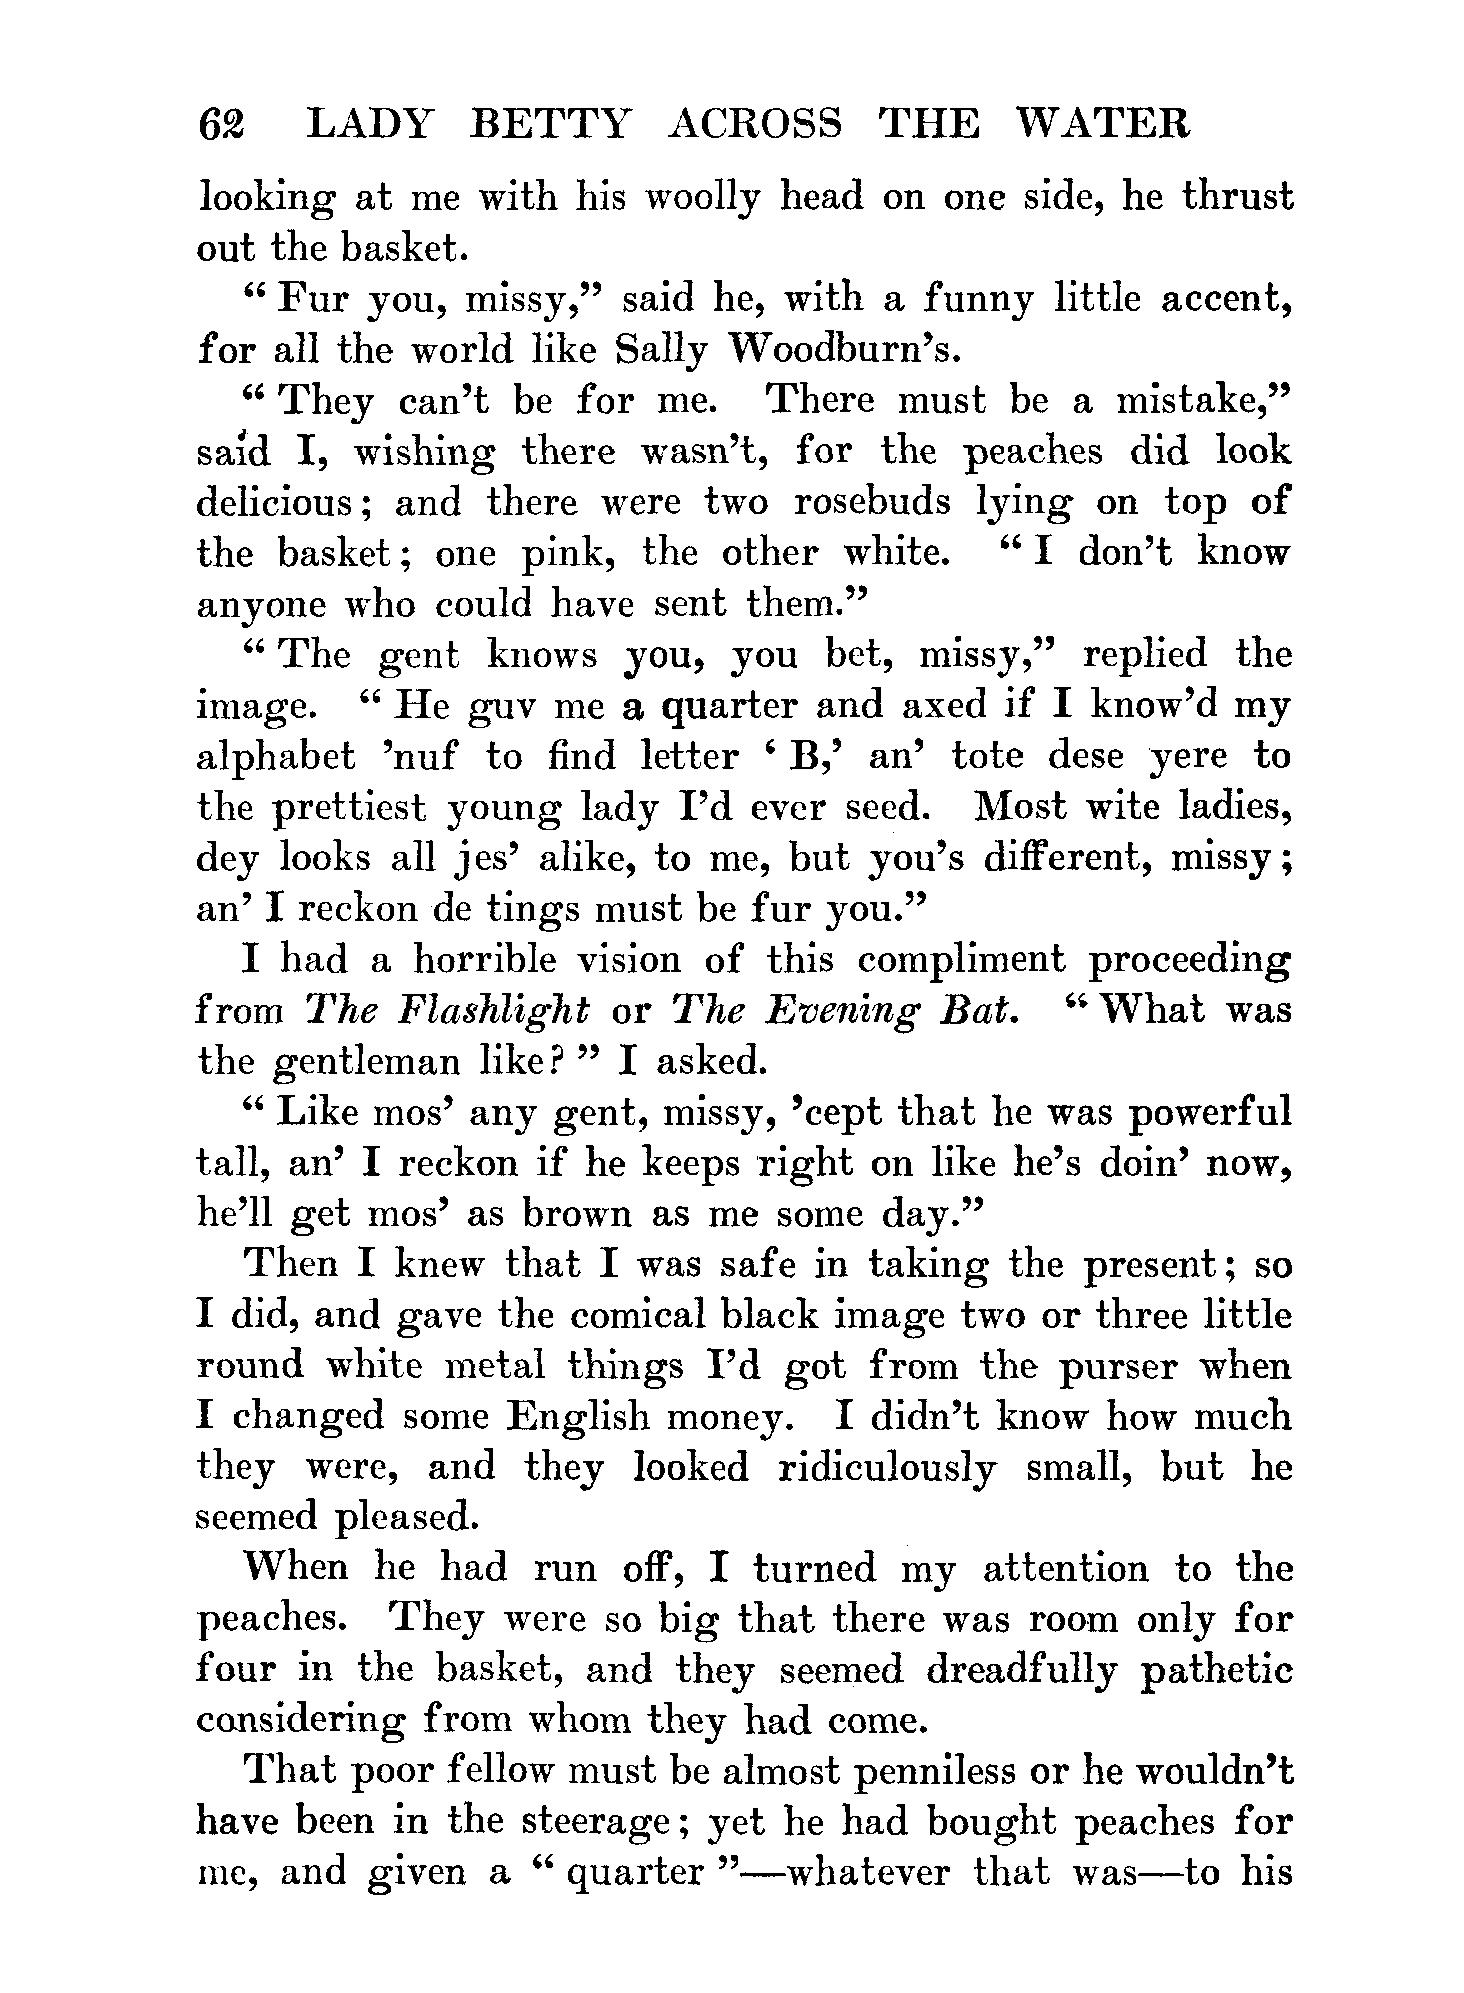 62 LADY BETTY ACROSS THE WATER
looking at me with his woolly head on one side, he thrust
out the basket.
“ Fur you, missy,” said he, with a funny little accent,
for all the world like Sally Woodburn’s.
“ They can’t be for me. There must be a mistake,”
said I, wishing there wasn’t, for the peaches did look
delicious ; and there were two rosebuds lying on top of
the basket ; one pink, the other white. “ I don’t know
anyone who could have sent them.”
“ The gent knows you, you bet, missy,” replied the
image. “ He guv me a quarter and axed if I know’d my
alphabet ’nuf to find letter ‘ B,’ an’ tote dese yere to
the prettiest young lady I’d ever seed. Most wite ladies,
dey looks all jes’ alike, to me, but you’s different, missy ;
an’ I reckon de tings must be fur you.”
I had a horrible vision of this compliment proceeding
from The Flashlight or The Evening Bat. “ What was
the gentleman like? ” I asked.
“ Like mos’ any gent, missy, ’cept that he was powerful
tall, an’ I reckon if he keeps right on like he’s doin’ now,
he’ll get mos’ as brown as me some day.”
Then I knew that I was safe in taking the present ; so
I did, and gave the comical black image two or three little
round white metal things I’d got from the purser when
I changed some English money. I didn’t know how much
they were, and they looked ridiculously small, but he
seemed pleased.
When he had run off, I turned my attention to the
peaches. They were so big that there was room only for
four in the basket, and they seemed dreadfully pathetic
considering from whom they had come.
That poor fellow must be almost penniless or he wouldn’t
have been in the steerage ; yet he had bought peaches for
me, and given a “ quarter ”—whatever that was—to his